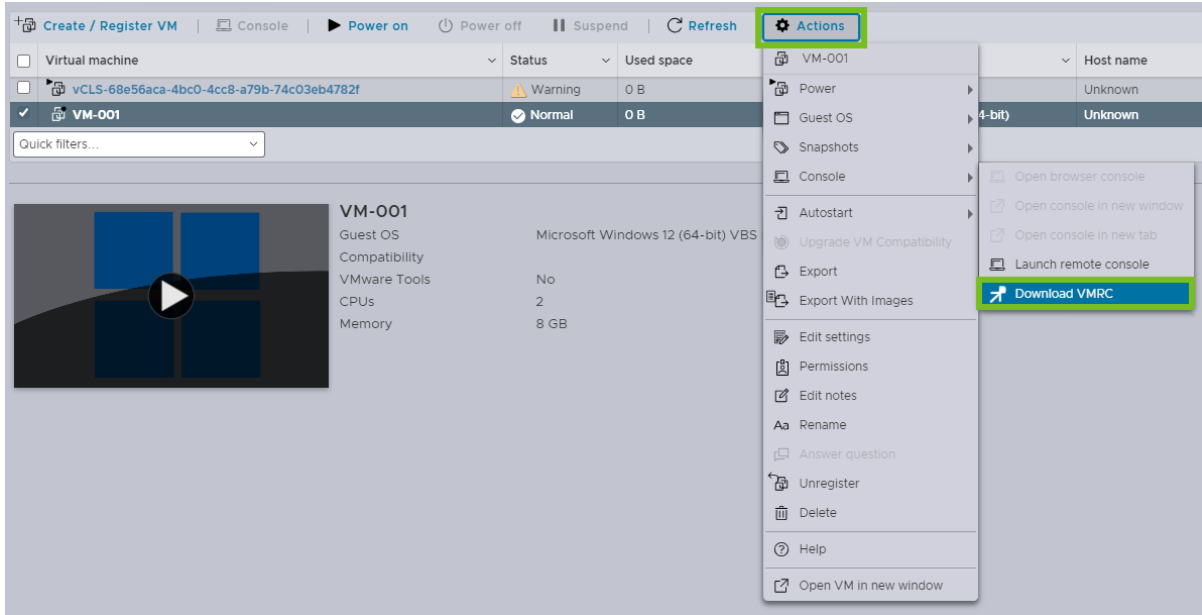 Create / Register VM | Console | Power on Power off Suspend | Refresh Actions
Virtual machine Status Used space Host name
vCLS-68e56aca-4bc0-4cc8-a79b-74c03eb4782f Warning 0 B Unknown
VM-001 Normal 0 B 4-bit) Unknown
Quick filters...
VM-001
Guest OS Microsoft Windows 12 (64-bit) VBS
Compatibility
VMware Tools No
CPUs 2
Memory 8 GB
VM-001
Power
Guest OS
Snapshots
Console
Autostart
Upgrade VM Compatibility
Export
Export With Images
Edit settings
Permissions
Edit notes
Aa Rename
Answer question
Unregister
Delete
Help
Open VM in new window
Open browser console
Open console in new window
Open console in new tab
Launch remote console
Download VMRC